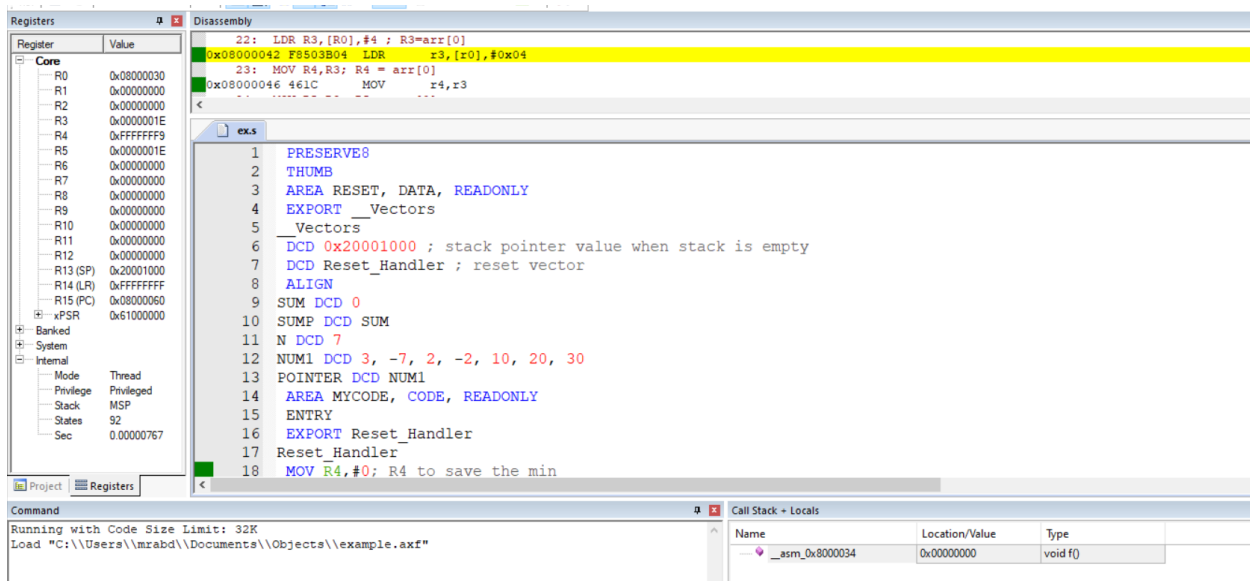 Registers
Register Value
Core
R0 0x08000030
R1 0x00000000
R2 0x00000000
R3 0x0000001E
R4 0xFFFFFFF9
R5 0x0000001E
R6 0x00000000
R7 0x00000000
R8 0x00000000
R9 0x00000000
R10 0x00000000
R11 0x00000000
R12 0x00000000
R13 (SP) 0x20001000
R14 (LR) 0xFFFFFFFF
R15 (PC) 0x08000060
xPSR 0x61000000
Banked
System
Internal
Mode Thread
Privilege Privileged
Stack MSP
States 92
Sec 0.00000767
Project Registers
Disassembly
22: LDR R3,[R0],#4 ; R3=arr[0]
0x08000042 F8503B04 LDR r3,[r0],#0x04
23: MOV R4,R3; R4 = arr[0]
0x08000046 461C MOV r4,r3
ex.s
1 PRESERVE8
2 THUMB
3 AREA RESET, DATA, READONLY
4 EXPORT __Vectors
5 __Vectors
6 DCD 0x20001000 ; stack pointer value when stack is empty
7 DCD Reset_Handler ; reset vector
8 ALIGN
9 SUM DCD 0
10 SUMP DCD SUM
11 N DCD 7
12 NUM1 DCD 3, -7, 2, -2, 10, 20, 30
13 POINTER DCD NUM1
14 AREA MYCODE, CODE, READONLY
15 ENTRY
16 EXPORT Reset_Handler
17 Reset_Handler
18 MOV R4,#0; R4 to save the min
Command
Running with Code Size Limit: 32K
Load "C:\\Users\\mrabd\\Documents\\Objects\\example.axf"
Call Stack + Locals
Name Location/Value Type
__asm_0x8000034 0x00000000 void f()